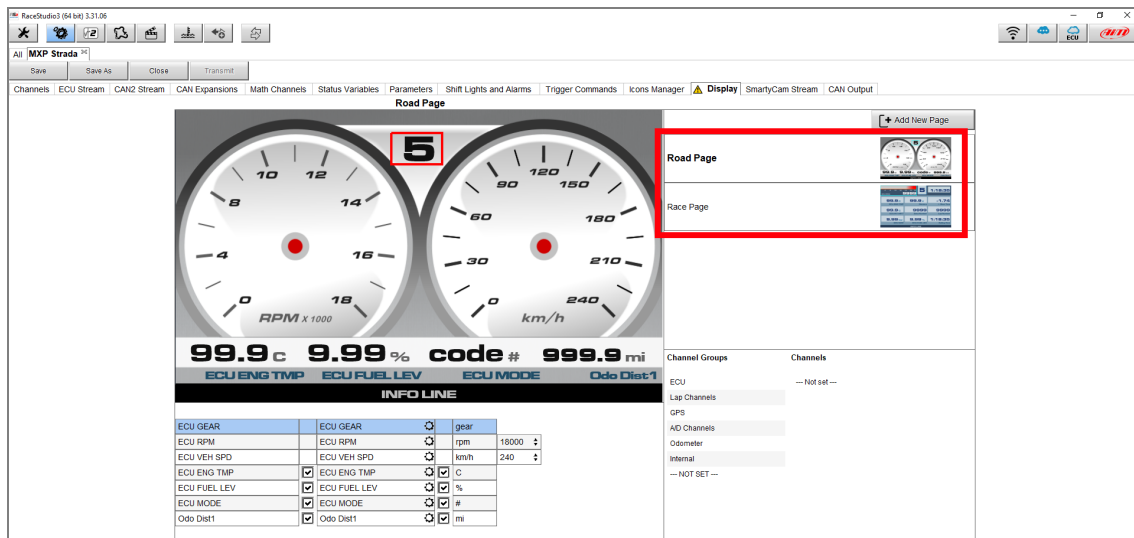 RaceStudio3 (64 bit) 3.31.06
ECU
All MXP Strada
Save Save As Close Transmit
Channels ECU Stream CAN2 Stream CAN Expansions Math Channels Status Variables Parameters Shift Lights and Alarms Trigger Commands Icons Manager Display SmartyCam Stream CAN Output
Road Page
Add New Page
5
Road Page
Race Page
0 4 8 10 12 14 16 18
RPM X 1000
0 30 60 90 120 150 180 210 240
km/h
99.9 c 9.99 % code # 999.9 mi
ECU ENG TMP ECU FUEL LEV ECU MODE Odo Dist1
INFO LINE
Channel Groups Channels
ECU --- Not set ---
Lap Channels
GPS
A/D Channels
Odometer
Internal
--- NOT SET ---
ECU GEAR ECU GEAR gear
ECU RPM ECU RPM rpm 18000
ECU VEH SPD ECU VEH SPD km/h 240
ECU ENG TMP ECU ENG TMP C
ECU FUEL LEV ECU FUEL LEV %
ECU MODE ECU MODE #
Odo Dist1 Odo Dist1 mi